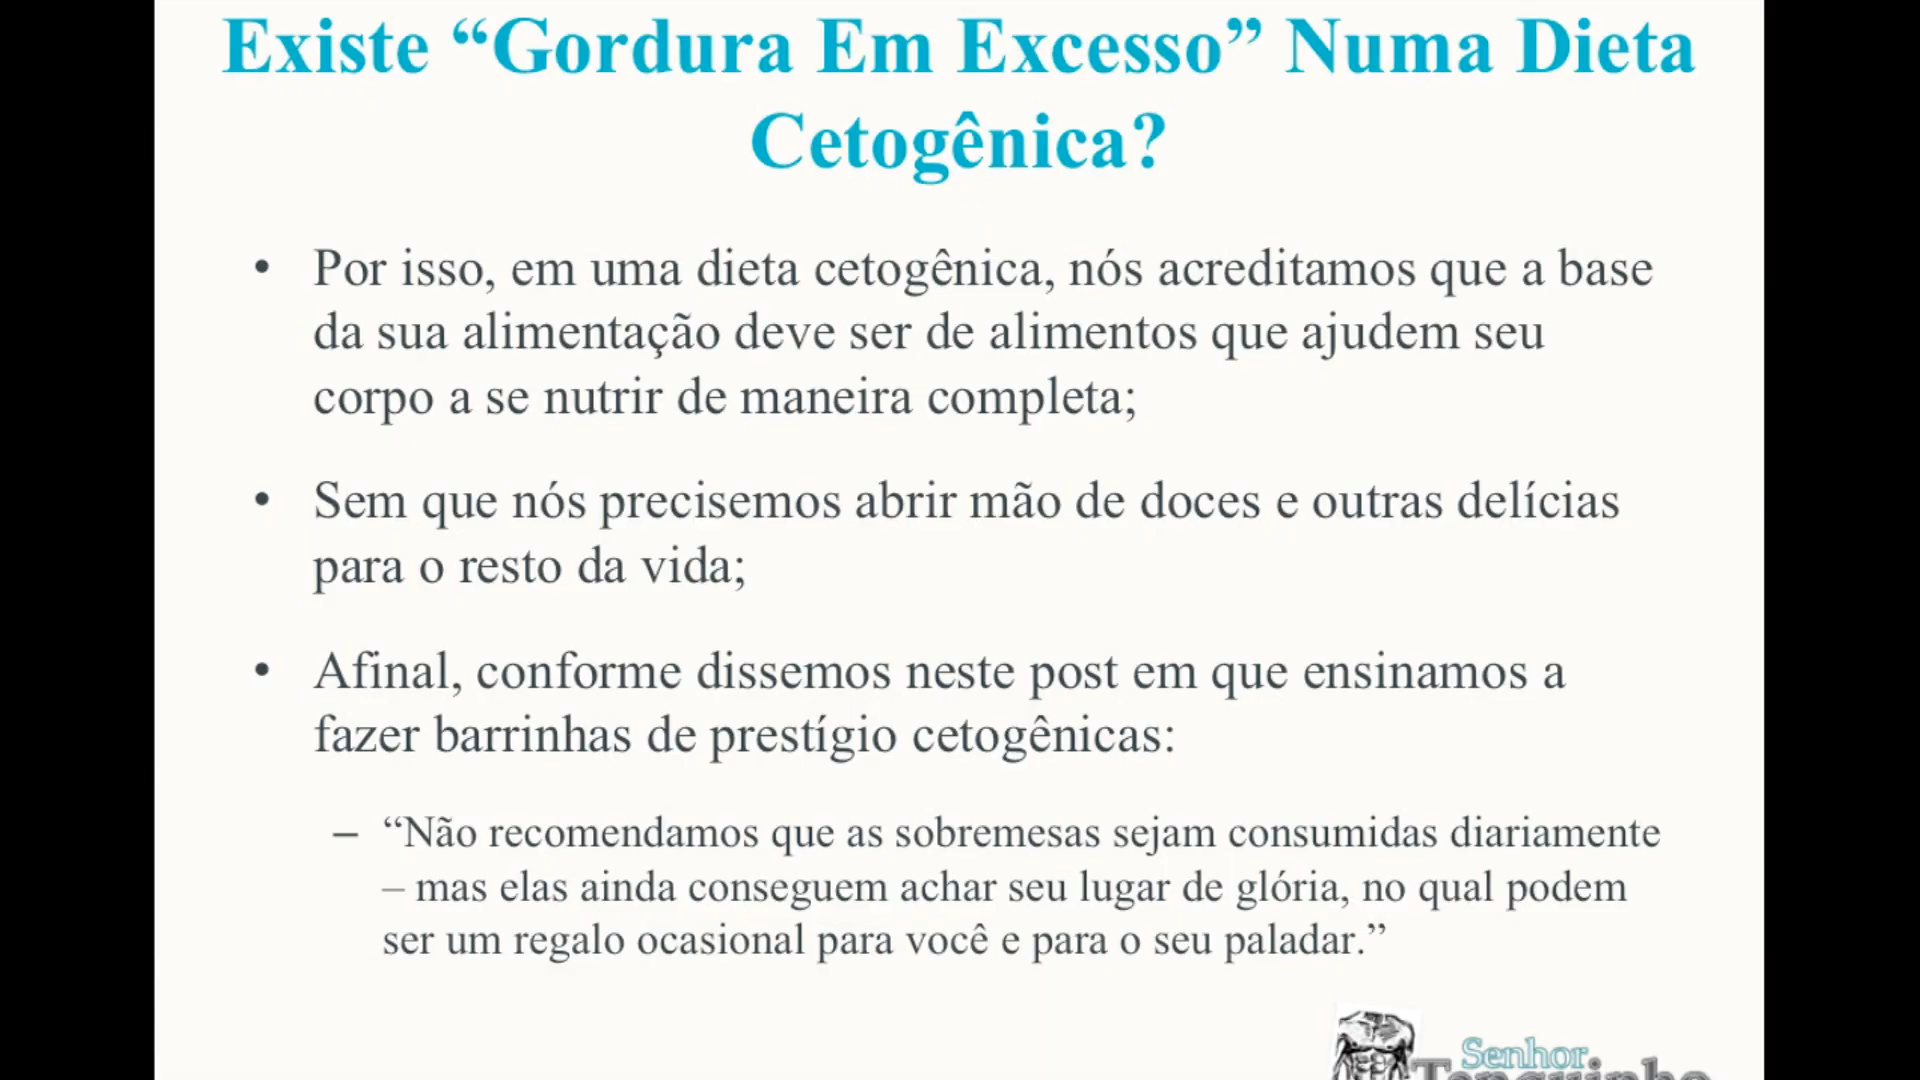 Existe “Gordura Em Excesso” Numa Dieta
Cetogênica?
• Por isso, em uma dieta cetogênica, nós acreditamos que a base
da sua alimentação deve ser de alimentos que ajudem seu
corpo a se nutrir de maneira completa;
• Sem que nós precisemos abrir mão de doces e outras delícias
para o resto da vida;
• Afinal, conforme dissemos neste post em que ensinamos a
fazer barrinhas de prestígio cetogênicas:
– “Não recomendamos que as sobremesas sejam consumidas diariamente
– mas elas ainda conseguem achar seu lugar de glória, no qual podem
ser um regalo ocasional para você e para o seu paladar.”
Senhor
Tanquinho